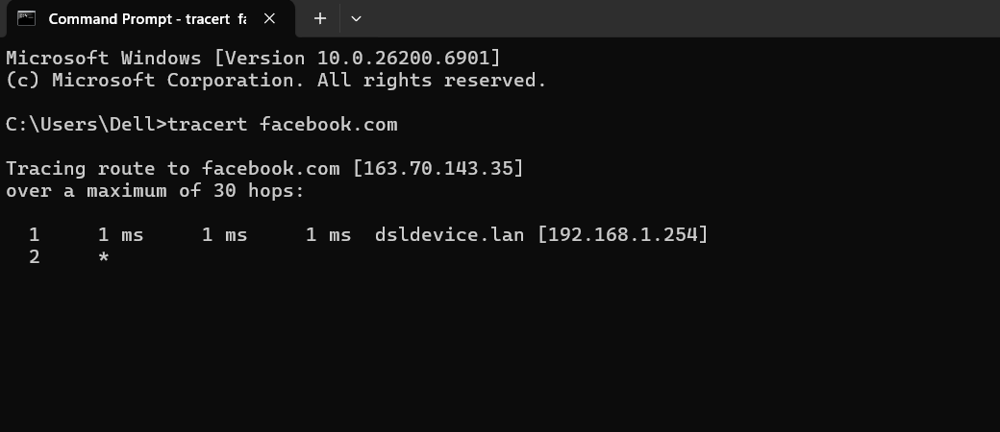 Command Prompt - tracert fa
Microsoft Windows [Version 10.0.26200.6901]
(c) Microsoft Corporation. All rights reserved.
C:\Users\Dell>tracert facebook.com
Tracing route to facebook.com [163.70.143.35]
over a maximum of 30 hops:
1 1 ms 1 ms 1 ms dsldevice.lan [192.168.1.254]
2 *